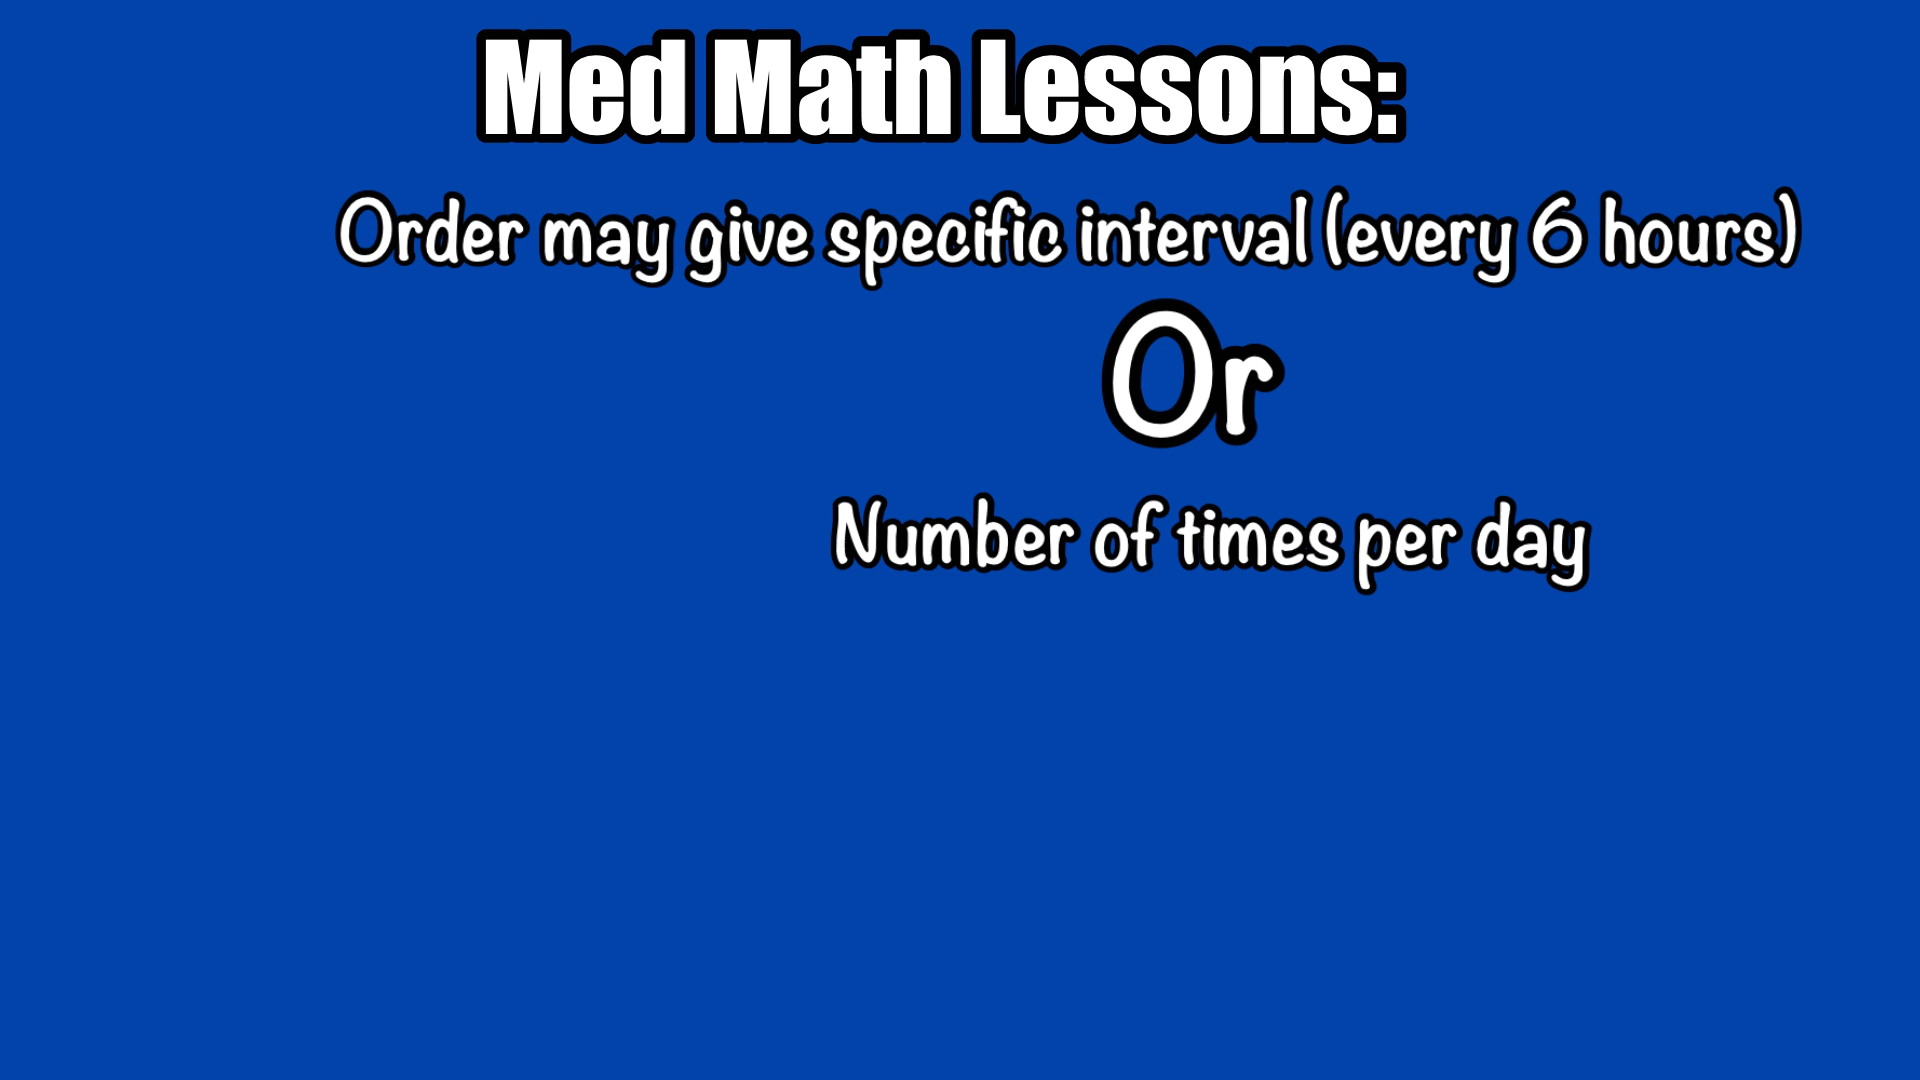 Med Math Lessons:
Order may give specific interval (every 6 hours)
Or
Number of times per day